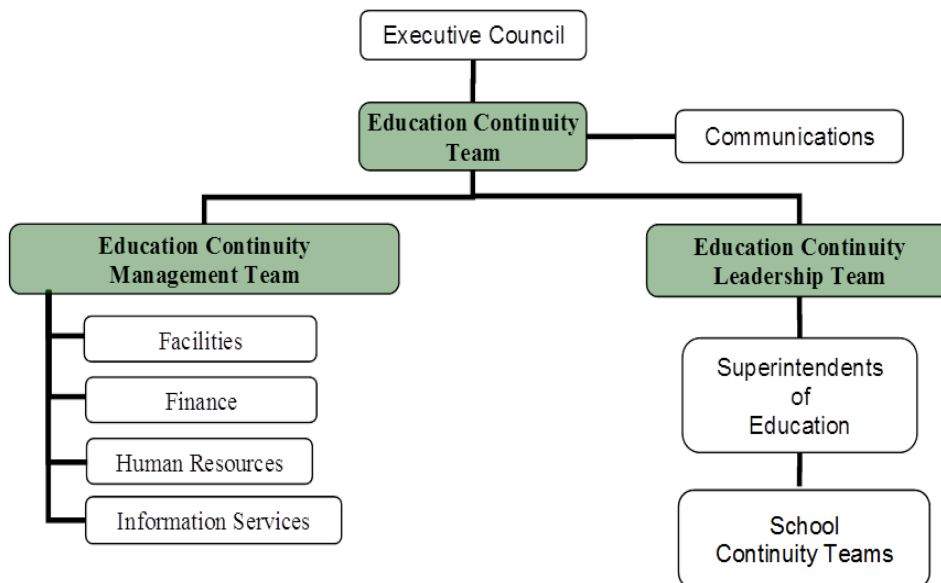 Executive Council
Education Continuity
Team
Communications
Education Continuity
Management Team
Facilities
Finance
Human Resources
Information Services
Education Continuity
Leadership Team
Superintendents
of
Education
School
Continuity Teams